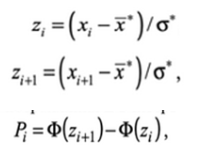 z_i = (x_i − x̄*)/σ*
z_{i+1} = (x_{i+1} − x̄*)/σ*,
P_i = Φ(z_{i+1}) − Φ(z_i),